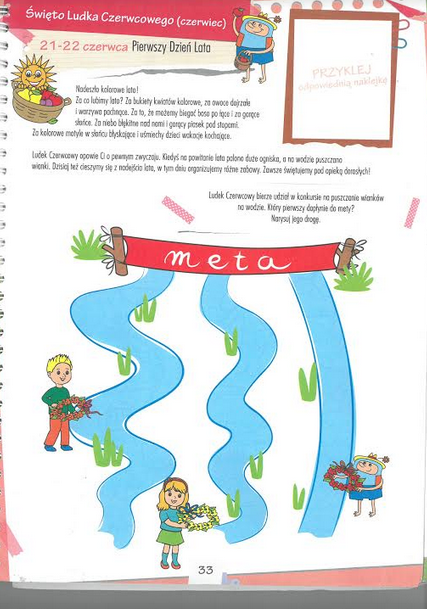 Święto Ludka Czerwcowego (czerwiec)
21-22 czerwca Za Pierwszy Dzień Lata
PRZYKLEJ
odpowiednią naklejkę
Nadeszło kolorowe lato!
Za co lubimy lato? Za bukiety kwiatów kolorowe, za owoce dojrzałe
i warzywa pachnące. Za to, że możemy biegać boso po łące i za gorące
słońce. Za niebo błękitne nad nami i gorący piasek pod stopami.
Za kolorowe motyle w słońcu błyskające i uśmiechy dzieci wakacje kochające.
Ludek Czerwcowy opowie Ci o pewnym zwyczaju. Kiedyś na powitanie lata palono duże ogniska, a na wodzie puszczano
wianki. Dzisiaj też cieszymy się z nadejścia lata, w tym dniu organizujemy różne zabawy. Zawsze świętujemy pod opieką dorosłych!
Ludek Czerwcowy bierze udział w konkursie na puszczanie wianków
na wodzie. Który pierwszy dopłynie do mety?
Narysuj jego drogę.
meta
33